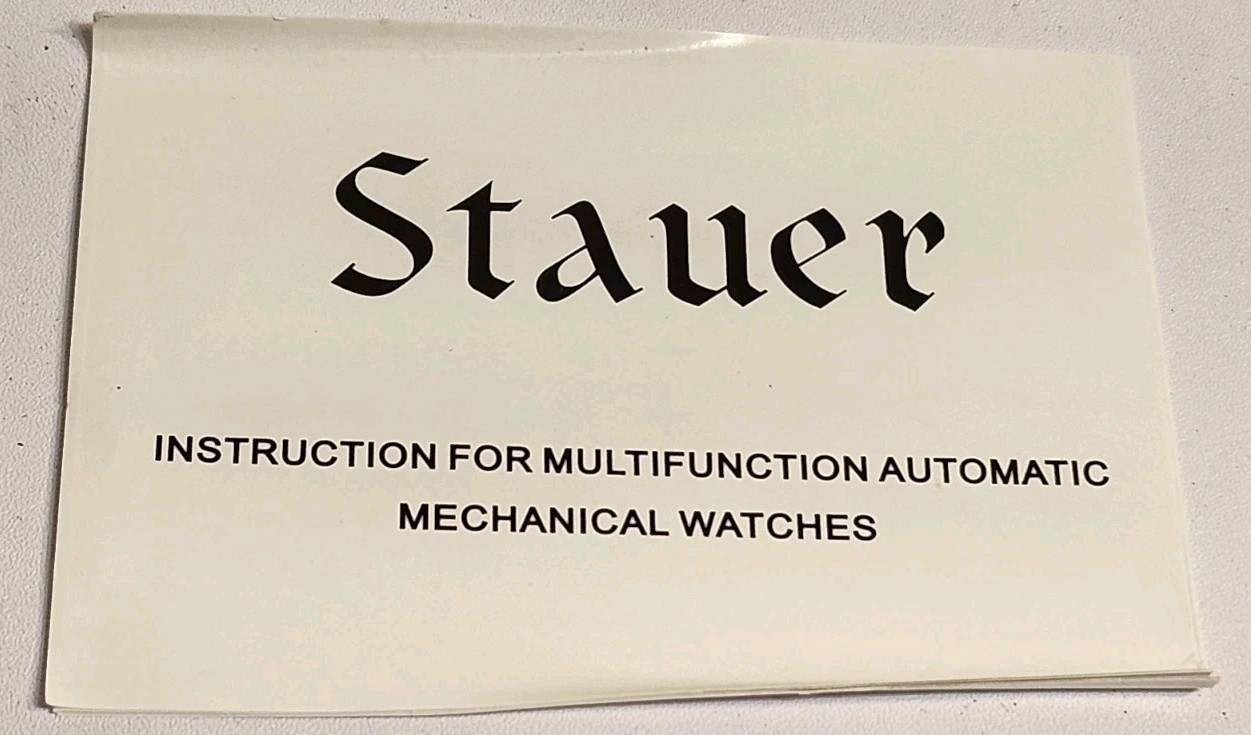 Stauer
INSTRUCTION FOR MULTIFUNCTION AUTOMATIC
MECHANICAL WATCHES